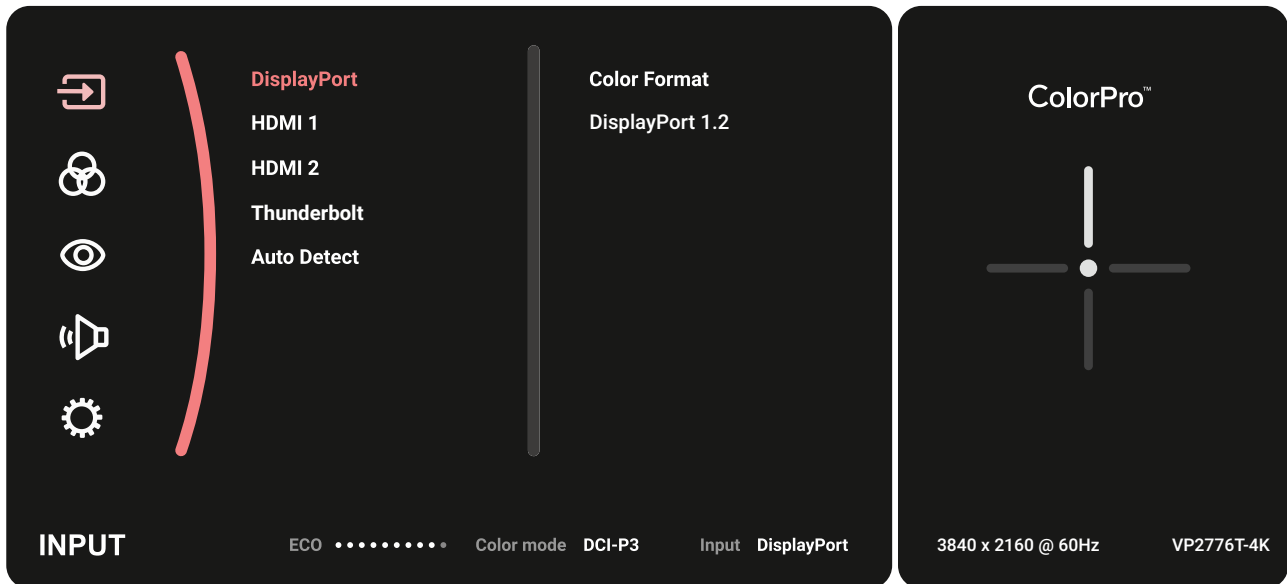 DisplayPort
HDMI 1
HDMI 2
Thunderbolt
Auto Detect
Color Format
DisplayPort 1.2
ColorPro™
INPUT
ECO
Color mode DCI-P3
Input DisplayPort
3840 x 2160 @ 60Hz
VP2776T-4K